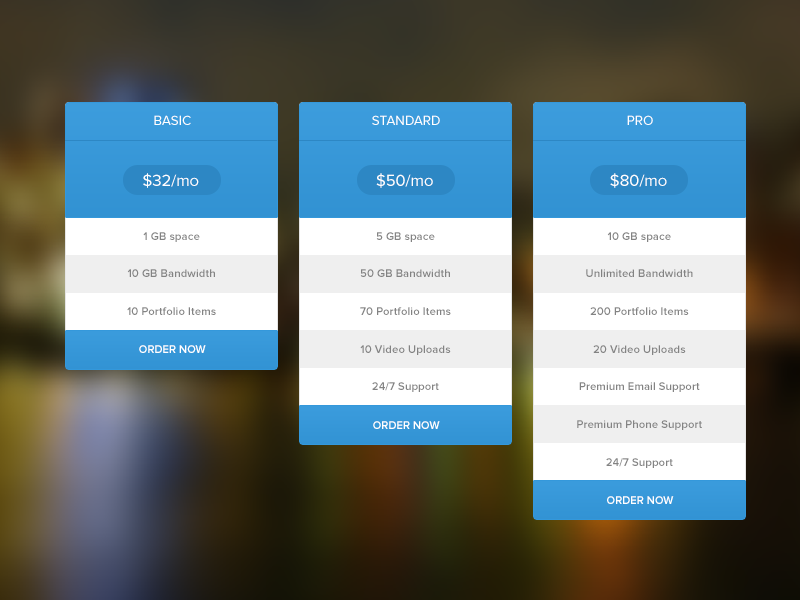 BASIC
$32/mo
1 GB space
10 GB Bandwidth
10 Portfolio Items
ORDER NOW
STANDARD
$50/mo
5 GB space
50 GB Bandwidth
70 Portfolio Items
10 Video Uploads
24/7 Support
ORDER NOW
PRO
$80/mo
10 GB space
Unlimited Bandwidth
200 Portfolio Items
20 Video Uploads
Premium Email Support
Premium Phone Support
24/7 Support
ORDER NOW